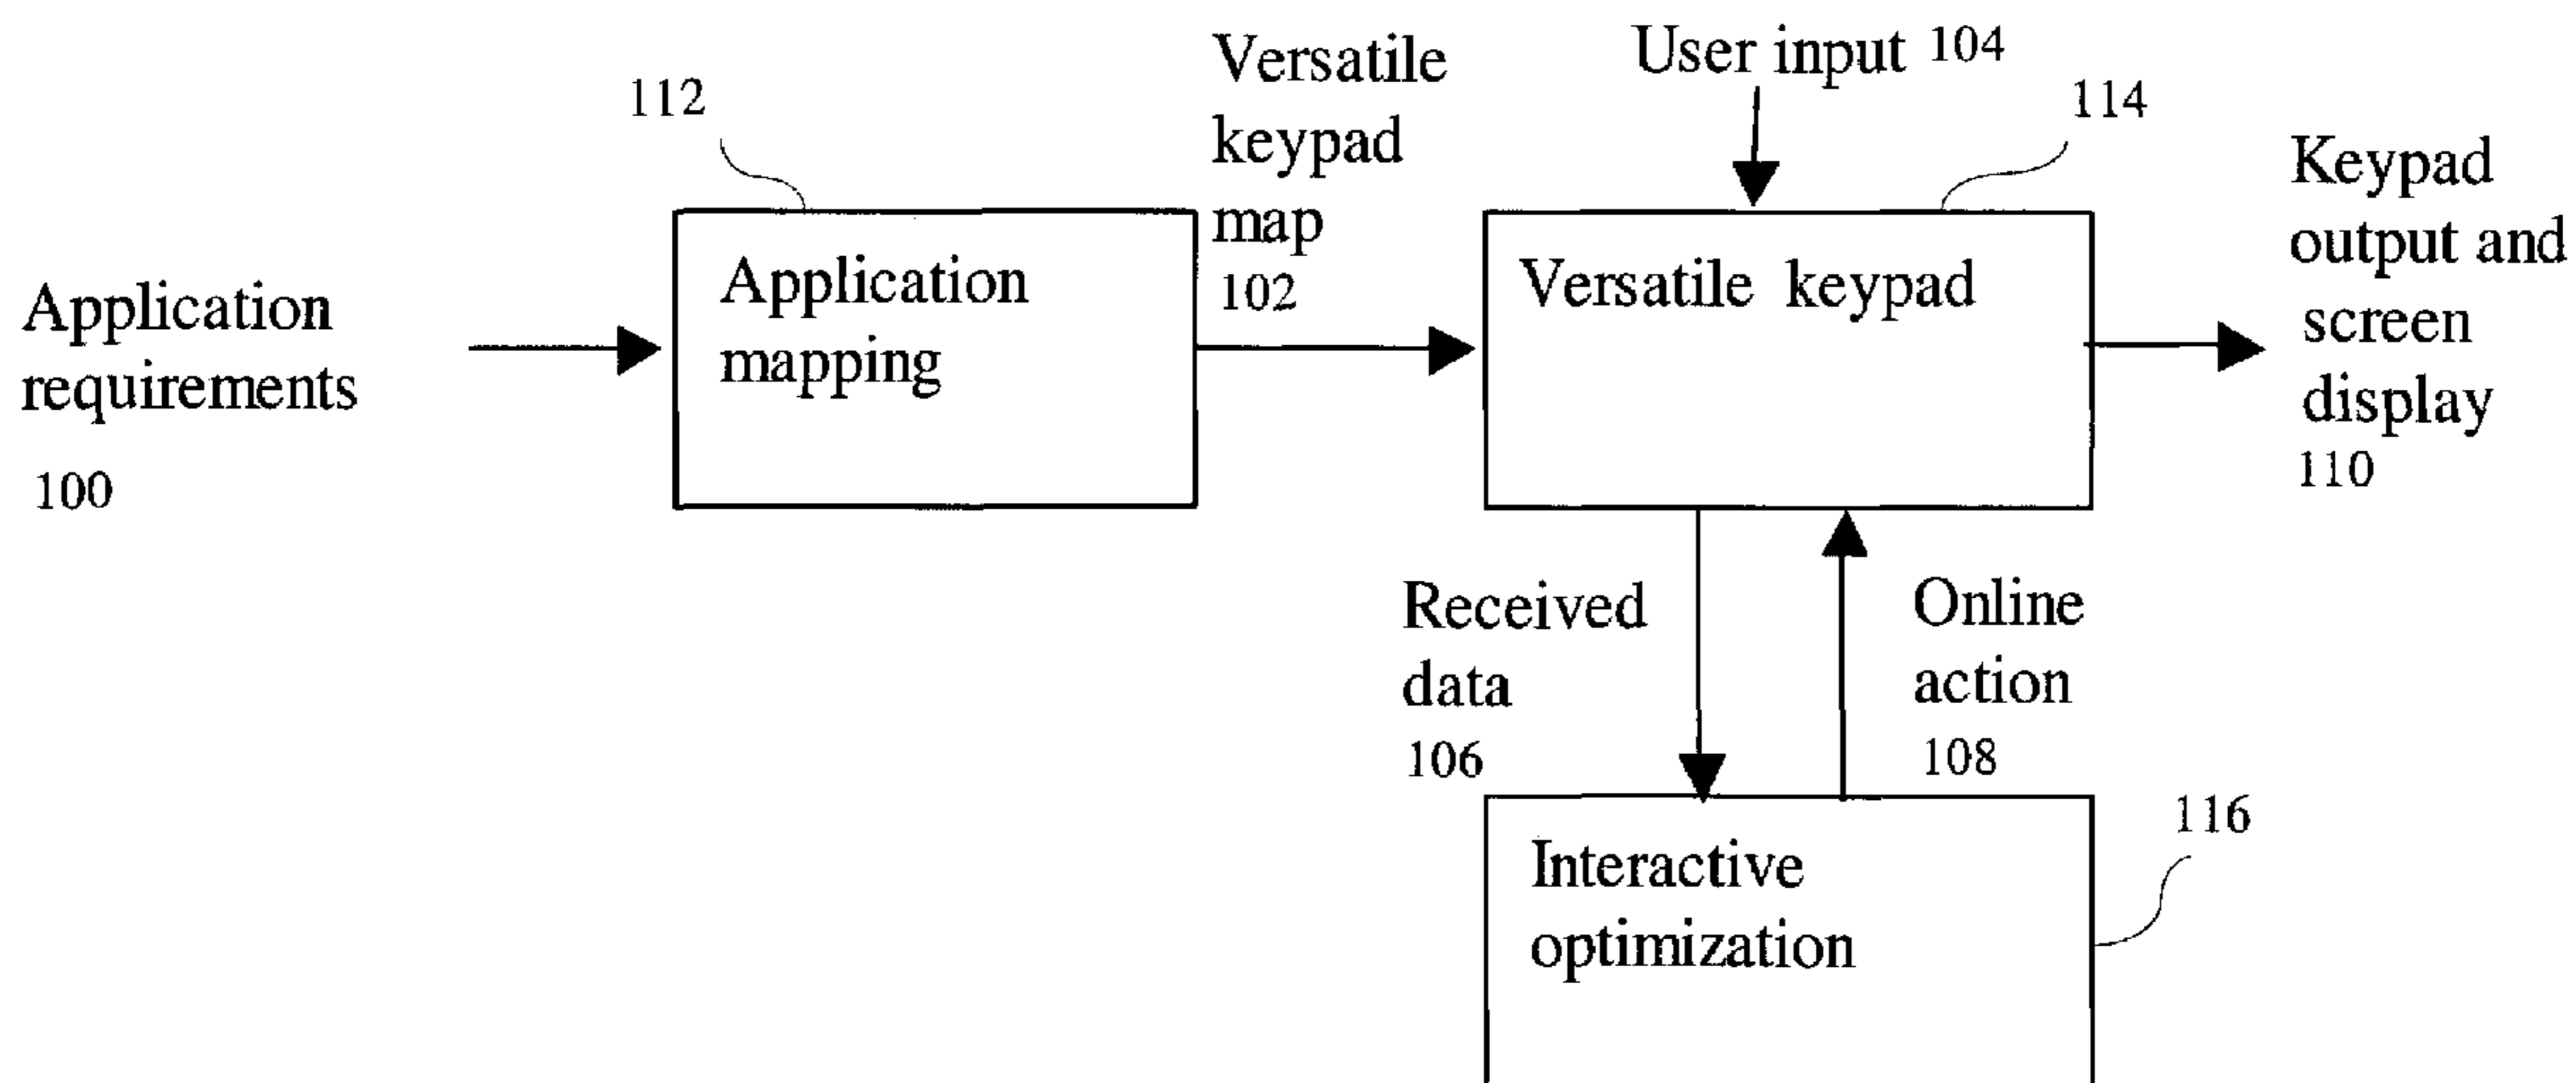 Application
requirements
100
112
Application
mapping
Versatile
keypad
map
102
User input 104
114
Versatile keypad
Keypad
output and
screen
display
110
Received
data
106
Online
action
108
116
Interactive
optimization